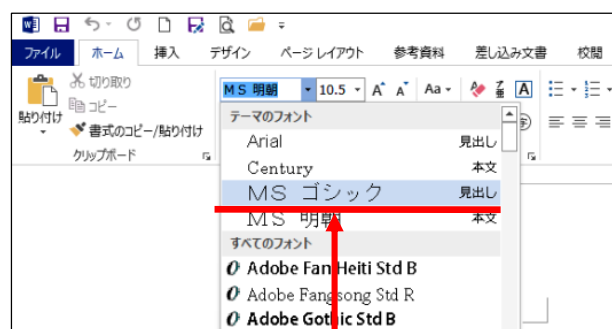 ファイル ホーム 挿入 デザイン ページ レイアウト 参考資料 差し込み文書 校閲
貼り付け
切り取り
コピー
書式のコピー/貼り付け
クリップボード
ＭＳ 明朝 10.5 A A Aa 亜 A
テーマのフォント
Arial 見出し
Century 本文
ＭＳ ゴシック 見出し
ＭＳ 明朝 本文
すべてのフォント
Adobe Fan Heiti Std B
Adobe Fangsong Std R
Adobe Gothic Std B